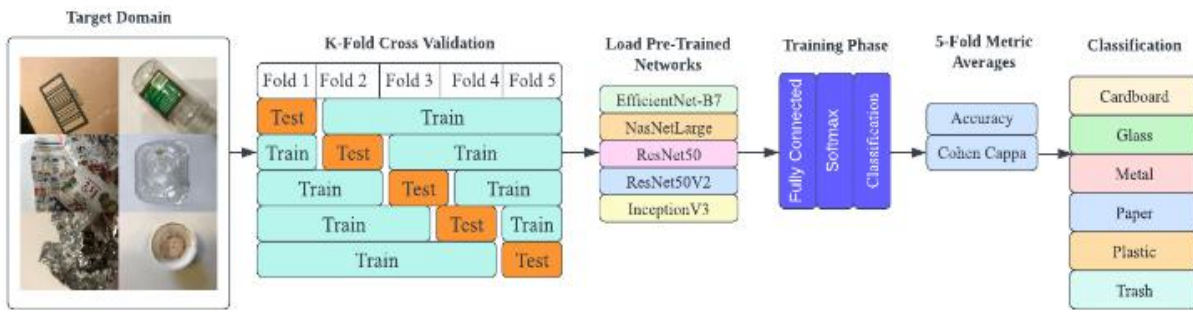 Target Domain
K-Fold Cross Validation
Fold 1 Fold 2 Fold 3 Fold 4 Fold 5
Test Train
Train Test Train
Train Test Train
Train Test Train
Train Test
Load Pre-Trained
Networks
EfficientNet-B7
NasNetLarge
ResNet50
ResNet50V2
InceptionV3
Training Phase
Fully Connected
Softmax
Classification
5-Fold Metric
Averages
Accuracy
Cohen Cappa
Classification
Cardboard
Glass
Metal
Paper
Plastic
Trash